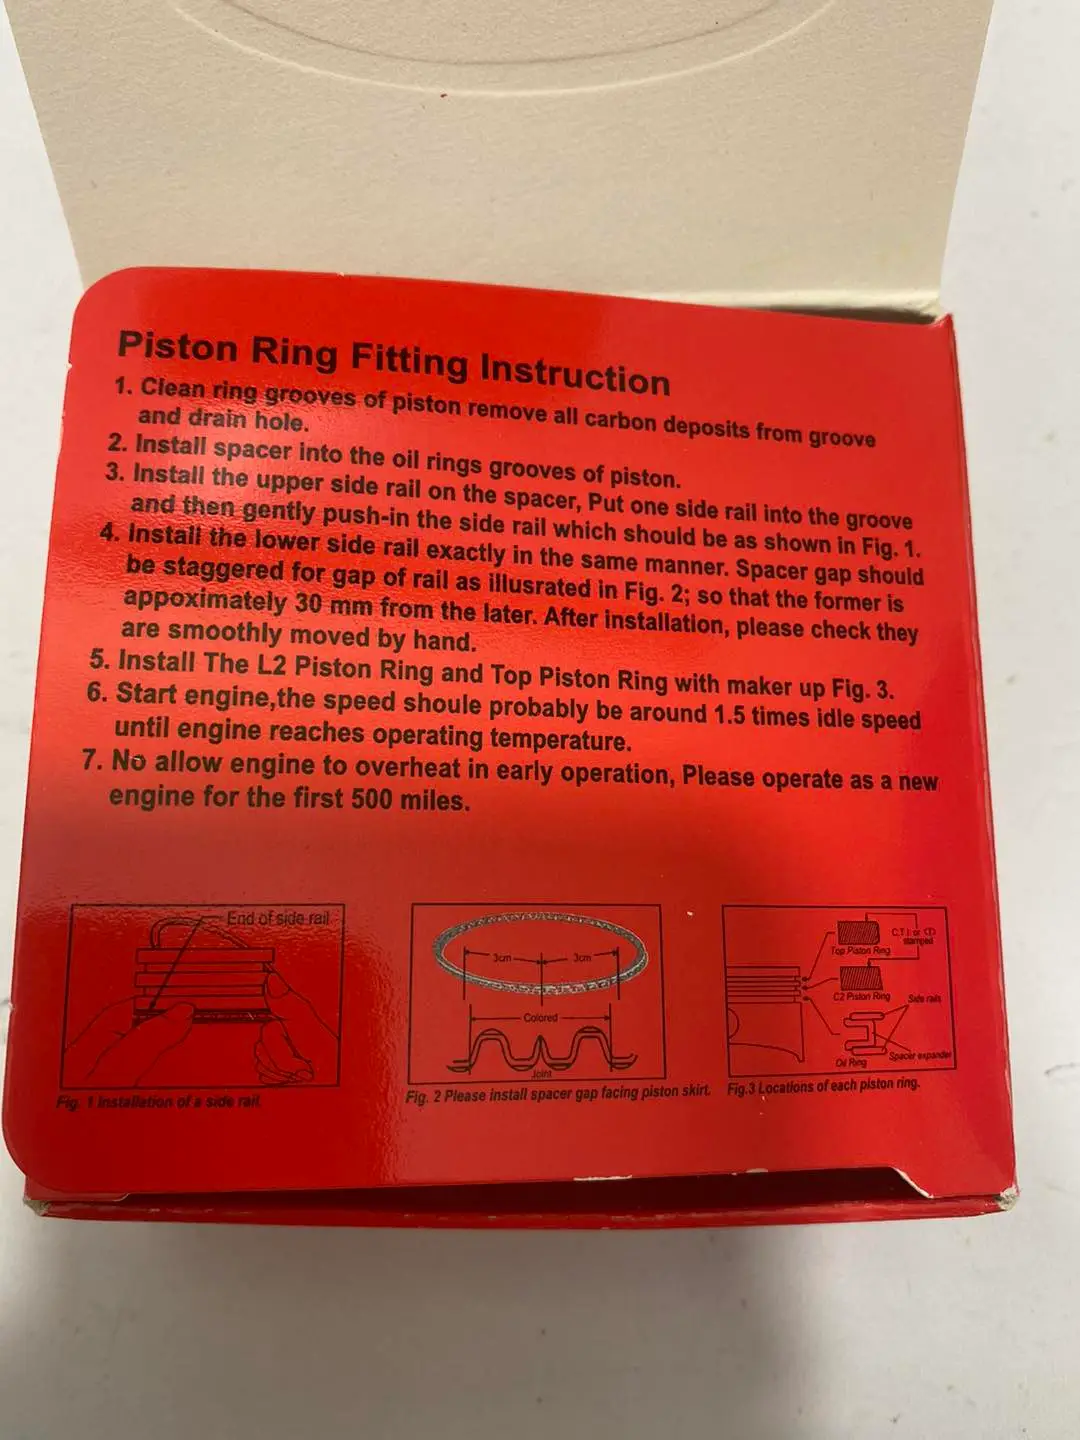 Piston Ring Fitting Instruction
1. Clean ring grooves of piston remove all carbon deposits from groove
and drain hole.
2. Install spacer into the oil rings grooves of piston.
3. Install the upper side rail on the spacer, Put one side rail into the groove
and then gently push-in the side rail which should be as shown in Fig. 1.
4. Install the lower side rail exactly in the same manner. Spacer gap should
be staggered for gap of rail as illusrated in Fig. 2; so that the former is
appoximately 30 mm from the later. After installation, please check they
are smoothly moved by hand.
5. Install The L2 Piston Ring and Top Piston Ring with maker up Fig. 3.
6. Start engine,the speed shoule probably be around 1.5 times idle speed
until engine reaches operating temperature.
7. No allow engine to overheat in early operation, Please operate as a new
engine for the first 500 miles.
End of side rail
Fig. 1 Installation of a side rail.
3cm 3cm
Colored
Joint
Fig. 2 Please install spacer gap facing piston skirt.
C.T.I or
stamped
Top Piston Ring
C2 Piston Ring
Side rails
Spacer expander
Oil Ring
Fig.3 Locations of each piston ring.